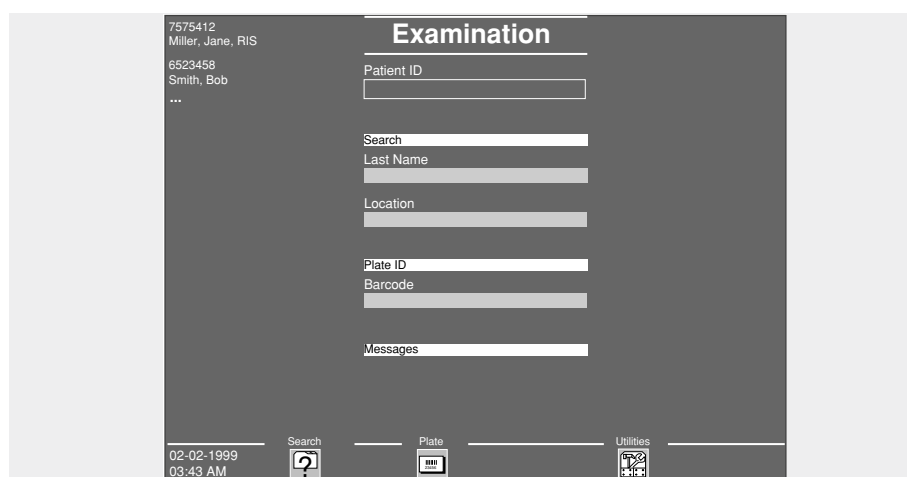 7575412
Miller, Jane, RIS
6523458
Smith, Bob
...
Examination
Patient ID
Search
Last Name
Location
Plate ID
Barcode
Messages
Search
Plate
Utilities
02-02-1999
03:43 AM